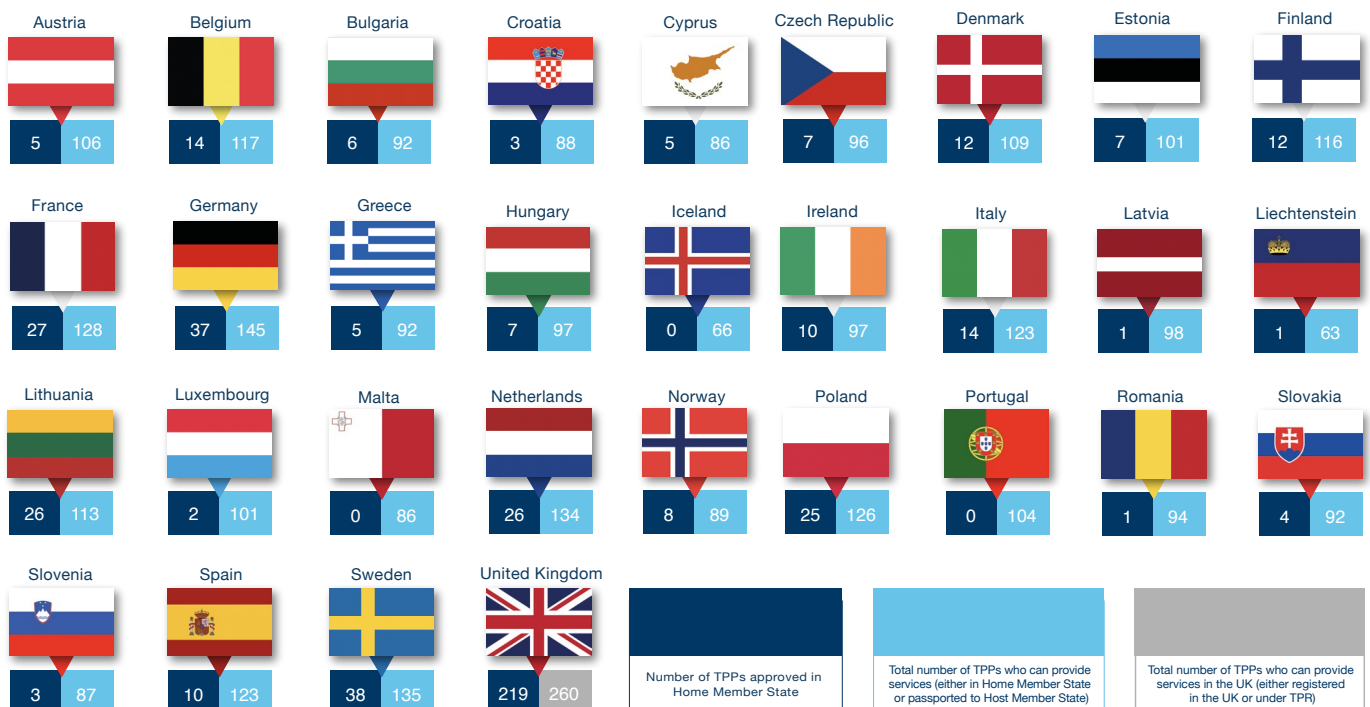 Austria
Belgium
Bulgaria
Croatia
Cyprus
Czech Republic
Denmark
Estonia
Finland
5 106
14 117
6 92
3 88
5 86
7 96
12 109
7 101
12 116
France
Germany
Greece
Hungary
Iceland
Ireland
Italy
Latvia
Liechtenstein
27 128
37 145
5 92
7 97
0 66
10 97
14 123
1 98
1 63
Lithuania
Luxembourg
Malta
Netherlands
Norway
Poland
Portugal
Romania
Slovakia
26 113
2 101
0 86
26 134
8 89
25 126
0 104
1 94
4 92
Slovenia
Spain
Sweden
United Kingdom
3 87
10 123
38 135
219 260
Number of TPPs approved in
Home Member State
Total number of TPPs who can provide
services (either in Home Member State
or passported to Host Member State)
Total number of TPPs who can provide
services in the UK (either registered
in the UK or under TPR)